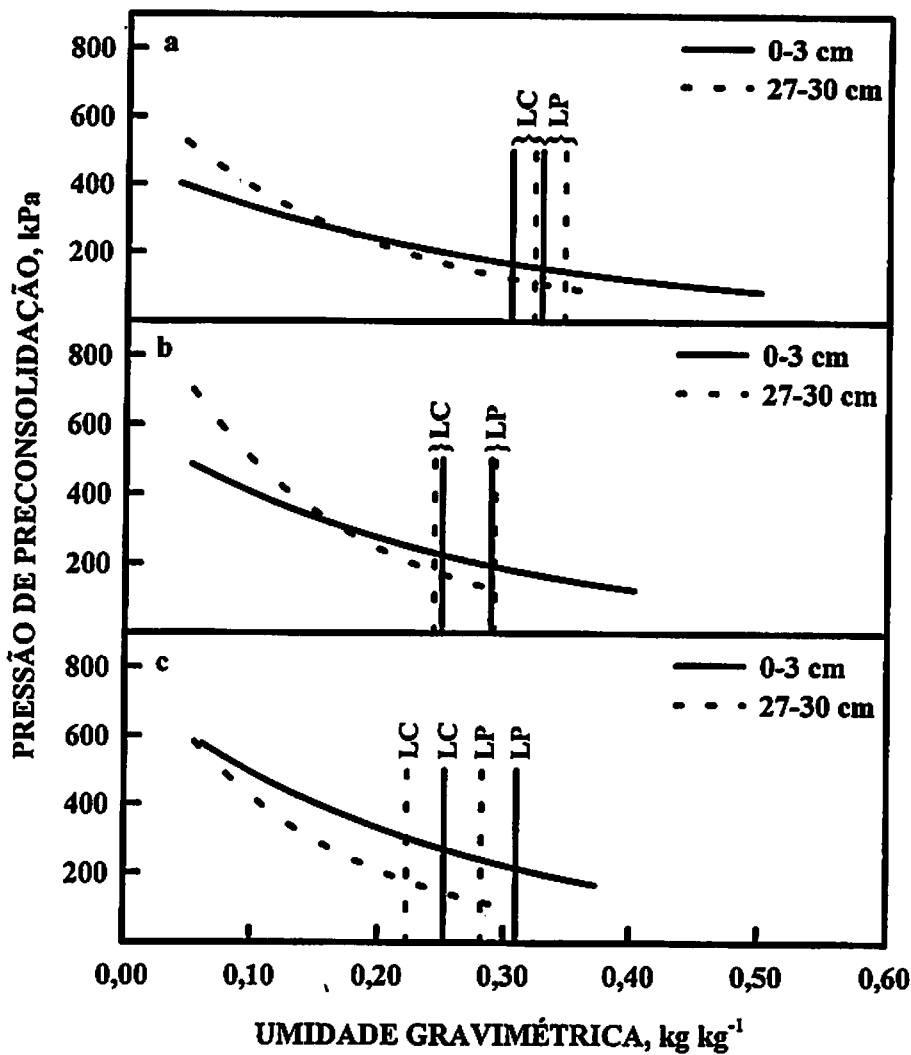 PRESSÃO DE PRECONSOLIDAÇÃO, kPa
a
800
600
400
200
0-3 cm
27-30 cm
LC
LP
b
800
600
400
200
0-3 cm
27-30 cm
LC
LP
c
800
600
400
200
0-3 cm
27-30 cm
LC
LC
LP
LP
0,00 0,10 0,20 0,30 0,40 0,50 0,60
UMIDADE GRAVIMÉTRICA, kg kg⁻¹